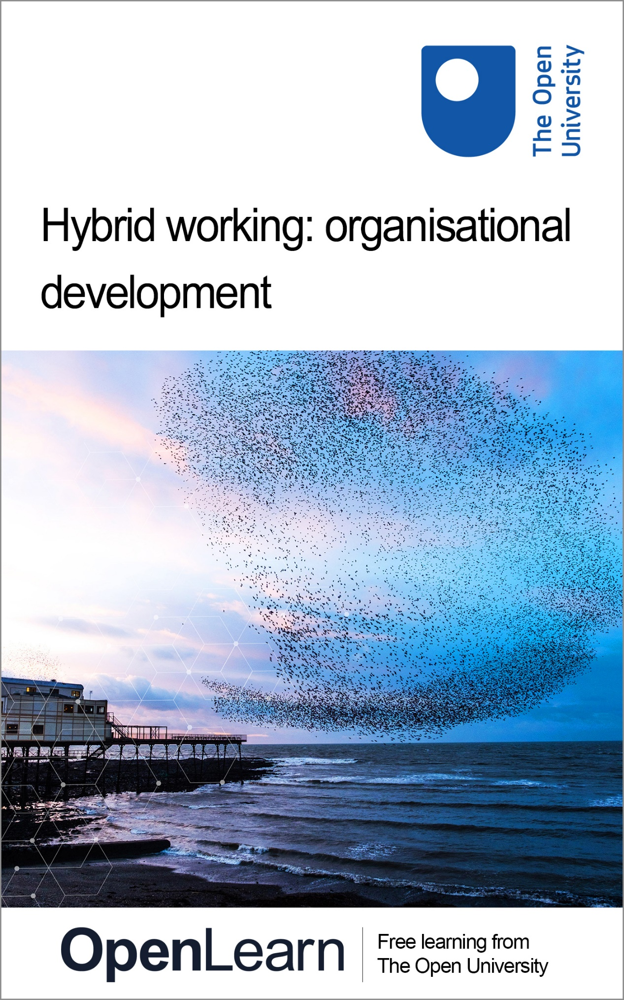 The Open
University
Hybrid working: organisational
development
OpenLearn
Free learning from
The Open University